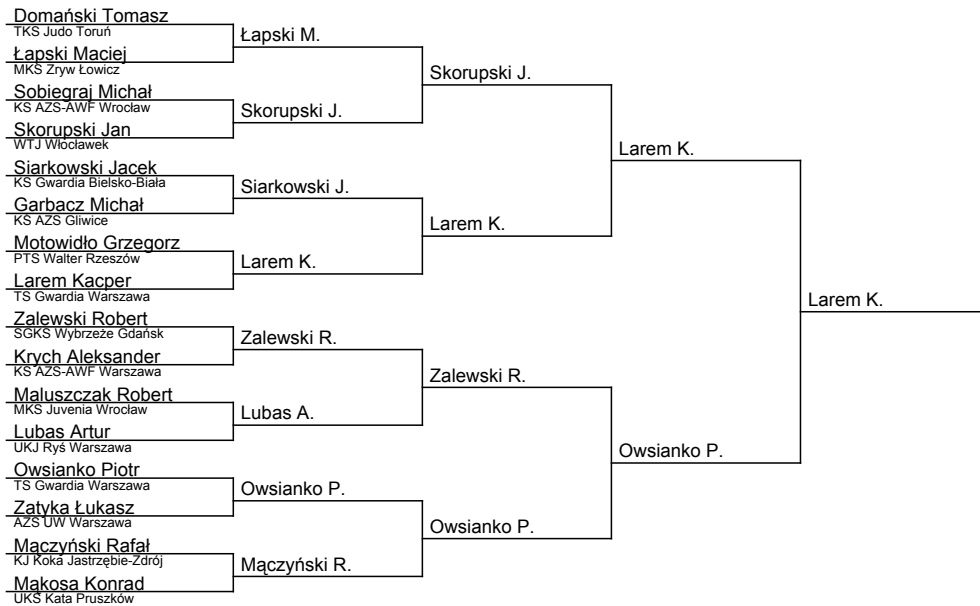 Domański Tomasz
TKS Judo Toruń
Łapski Maciej
MKS Zryw Łowicz
Sobiegraj Michał
KS AZS-AWF Wrocław
Skorupski Jan
WTJ Włocławek
Siarkowski Jacek
KS Gwardia Bielsko-Biała
Garbacz Michał
KS AZS Gliwice
Motowidło Grzegorz
PTS Walter Rzeszów
Larem Kacper
TS Gwardia Warszawa
Zalewski Robert
SGKS Wybrzeże Gdańsk
Krych Aleksander
KS AZS-AWF Warszawa
Maluszczak Robert
MKS Juvenia Wrocław
Lubas Artur
UKJ Ryś Warszawa
Owsianko Piotr
TS Gwardia Warszawa
Zatyka Łukasz
AZS UW Warszawa
Mączyński Rafał
KJ Koka Jastrzębie-Zdrój
Mąkosa Konrad
UKS Kata Pruszków
Łapski M.
Skorupski J.
Siarkowski J.
Larem K.
Zalewski R.
Lubas A.
Owsianko P.
Mączyński R.
Skorupski J.
Larem K.
Zalewski R.
Owsianko P.
Larem K.
Owsianko P.
Larem K.